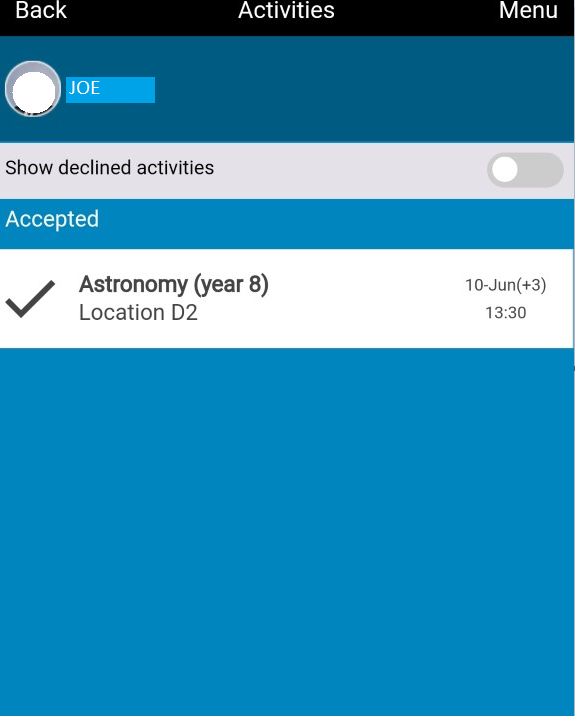 Back Activities Menu
JOE
Show declined activities
Accepted
Astronomy (year 8) 10-Jun(+3)
Location D2 13:30